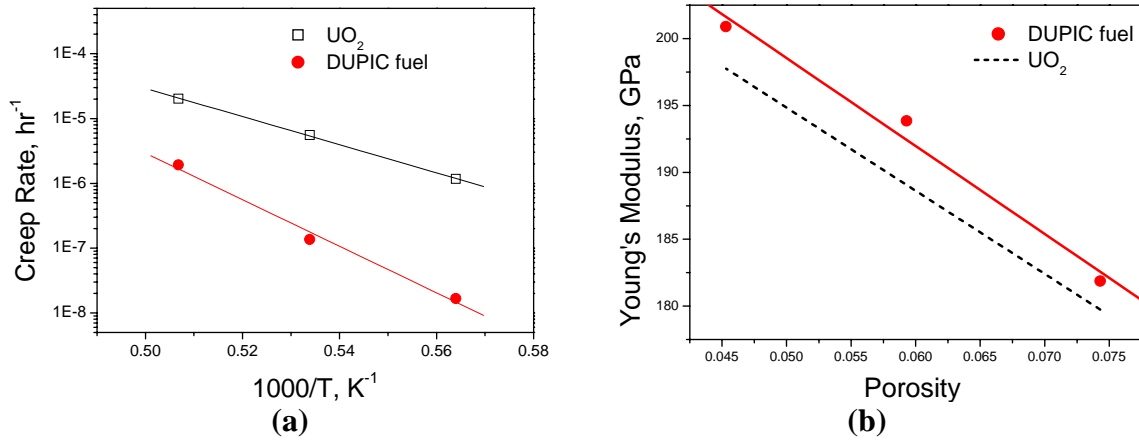 UO₂
DUPIC fuel
1E-4
1E-5
1E-6
1E-7
1E-8
Creep Rate, hr⁻¹
0.50 0.52 0.54 0.56 0.58
1000/T, K⁻¹
(a)
DUPIC fuel
UO₂
200
195
190
185
180
Young's Modulus, GPa
0.045 0.050 0.055 0.060 0.065 0.070 0.075
Porosity
(b)